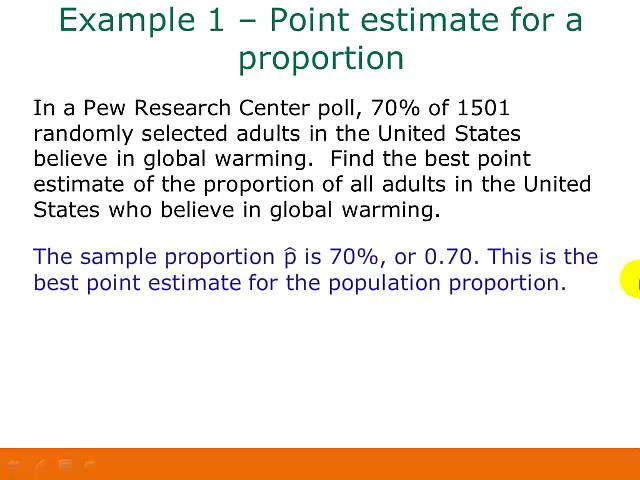 Example 1 – Point estimate for a
proportion
In a Pew Research Center poll, 70% of 1501
randomly selected adults in the United States
believe in global warming.  Find the best point
estimate of the proportion of all adults in the United
States who believe in global warming.
The sample proportion p̂ is 70%, or 0.70. This is the
best point estimate for the population proportion.